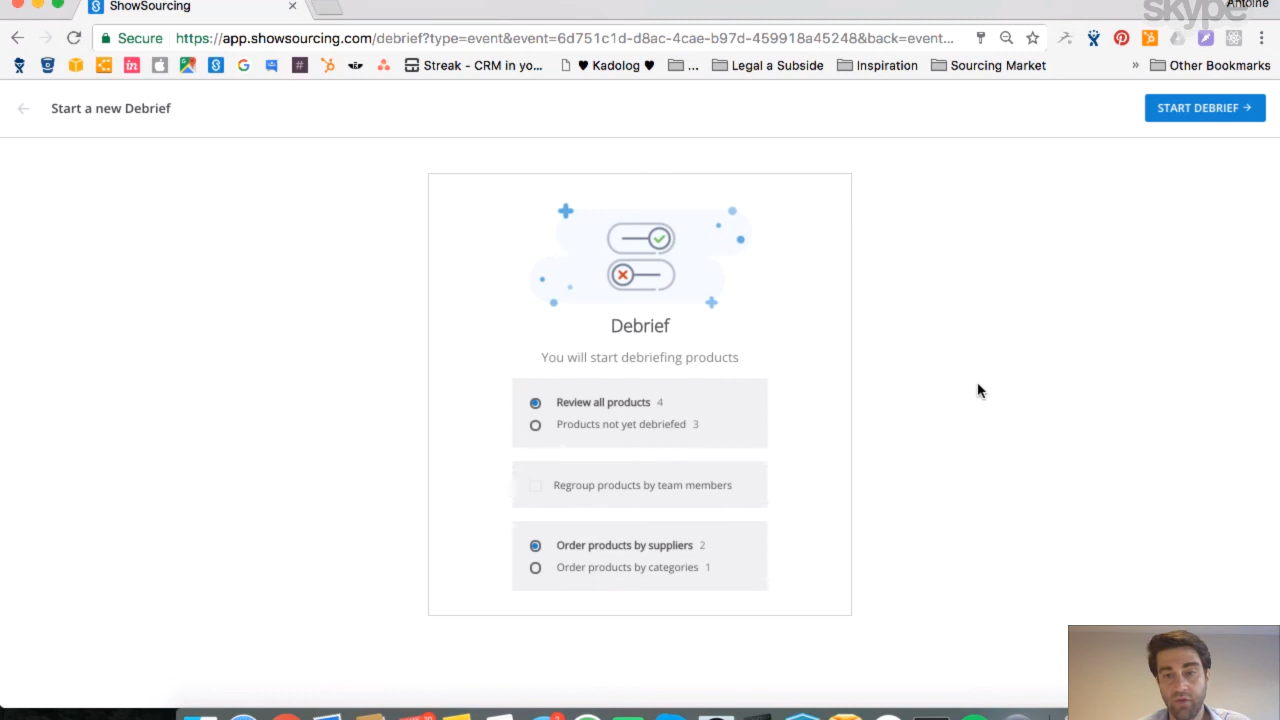 Antoine
skype
ShowSourcing
Secure https://app.showsourcing.com/debrief?type=event&event=6d751c1d-d8ac-4cae-b97d-459918a45248&back=event...
Streak - CRM in yo... ♥ Kadolog ♥ ... Legal a Subside Inspiration Sourcing Market » Other Bookmarks
Start a new Debrief
START DEBRIEF →
Debrief
You will start debriefing products
Review all products 4
Products not yet debriefed 3
Regroup products by team members
Order products by suppliers 2
Order products by categories 1